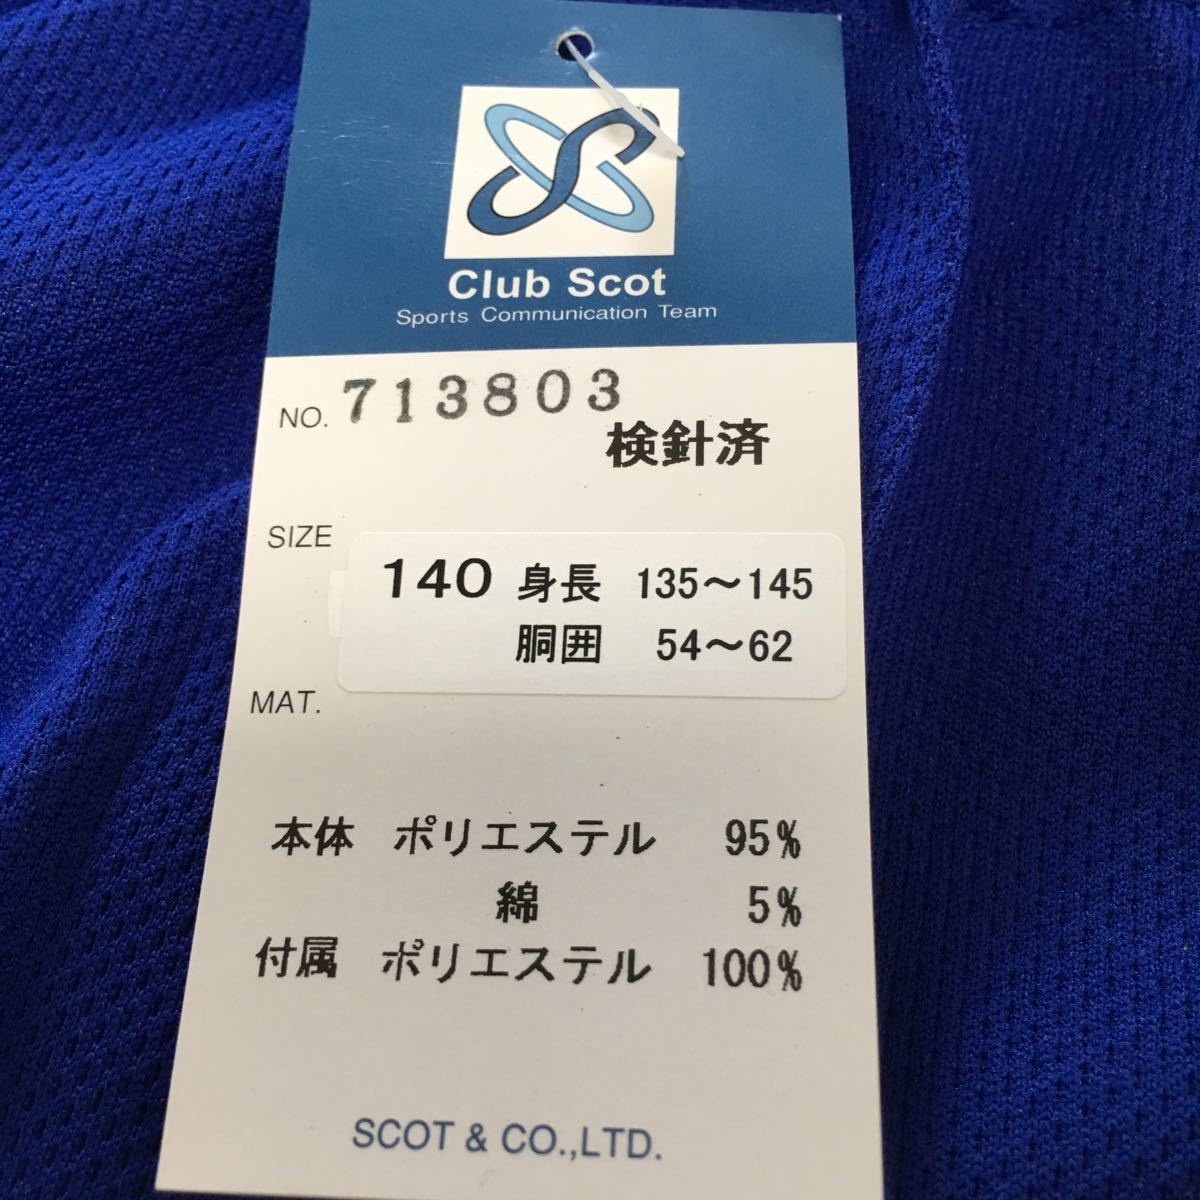 Club Scot
Sports Communication Team
NO. 713803
検針済
SIZE
140 身長 135～145
胴囲 54～62
MAT.
本体 ポリエステル 95%
綿 5%
付属 ポリエステル 100%
SCOT & CO.,LTD.